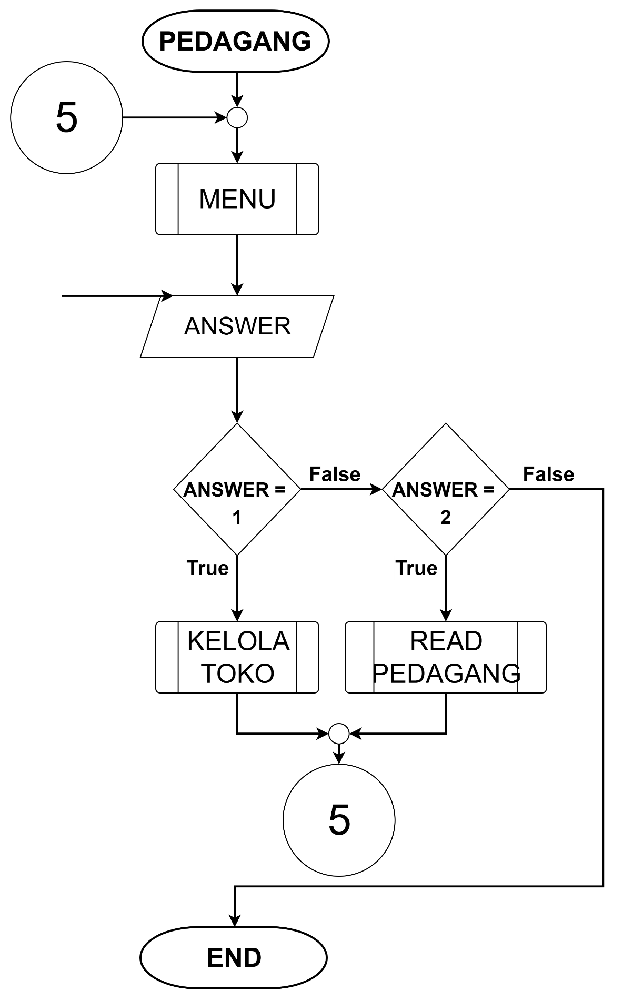 PEDAGANG
5
MENU
ANSWER
False
False
ANSWER =
1
ANSWER =
2
True
True
KELOLA
TOKO
READ
PEDAGANG
5
END